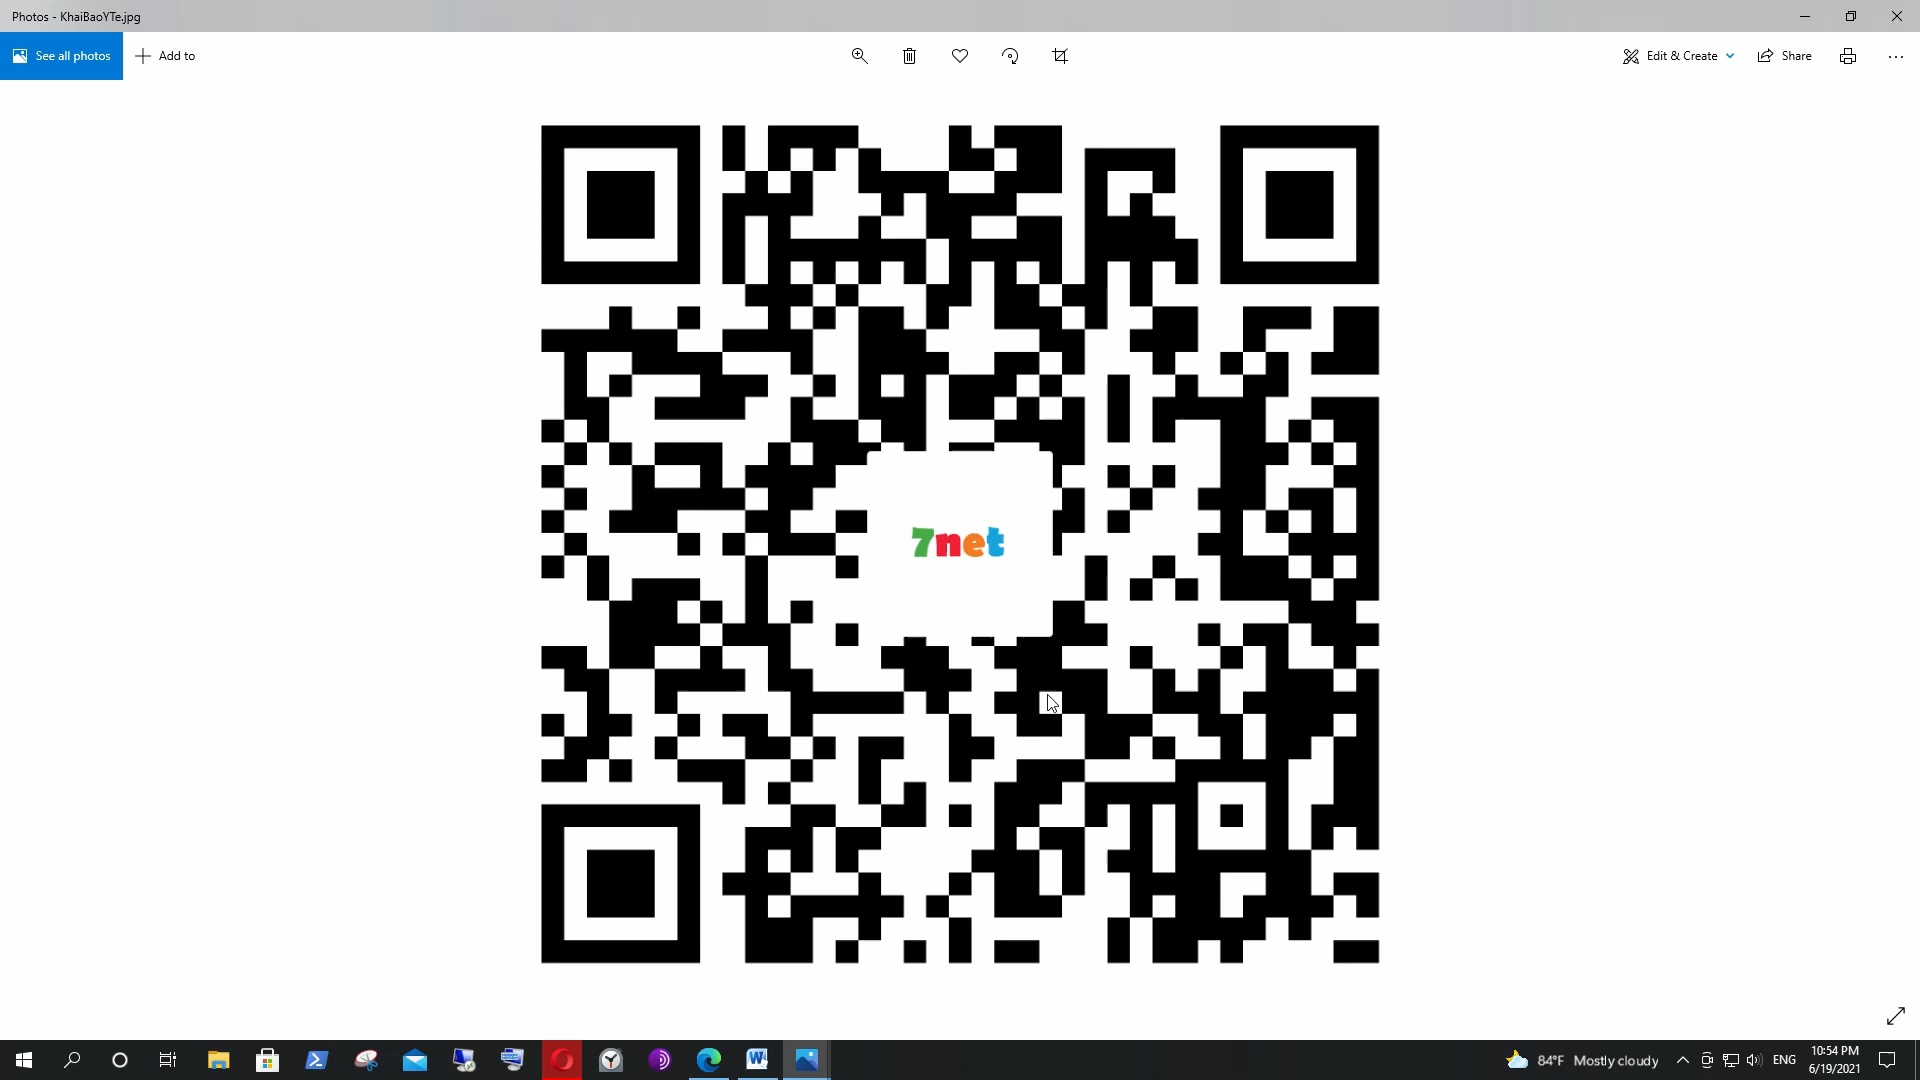 Photos - KhaiBaoYTe.jpg
See all photos
Add to
Edit & Create
Share
7net
84°F Mostly cloudy
ENG
10:54 PM
6/19/2021